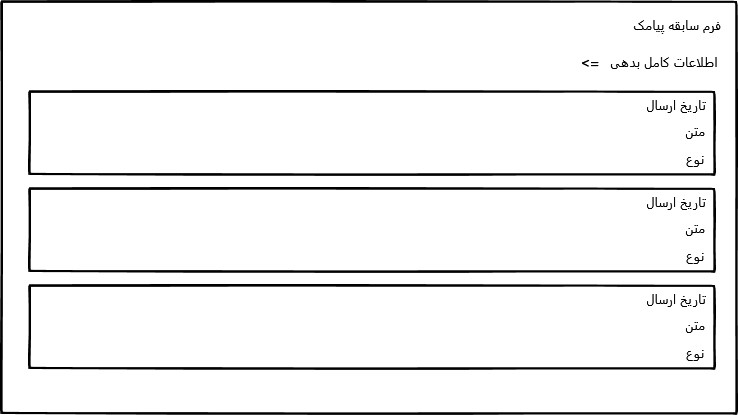 فرم سابقه پیامک
اطلاعات کامل بدهی <=
تاریخ ارسال
متن
نوع
تاریخ ارسال
متن
نوع
تاریخ ارسال
متن
نوع